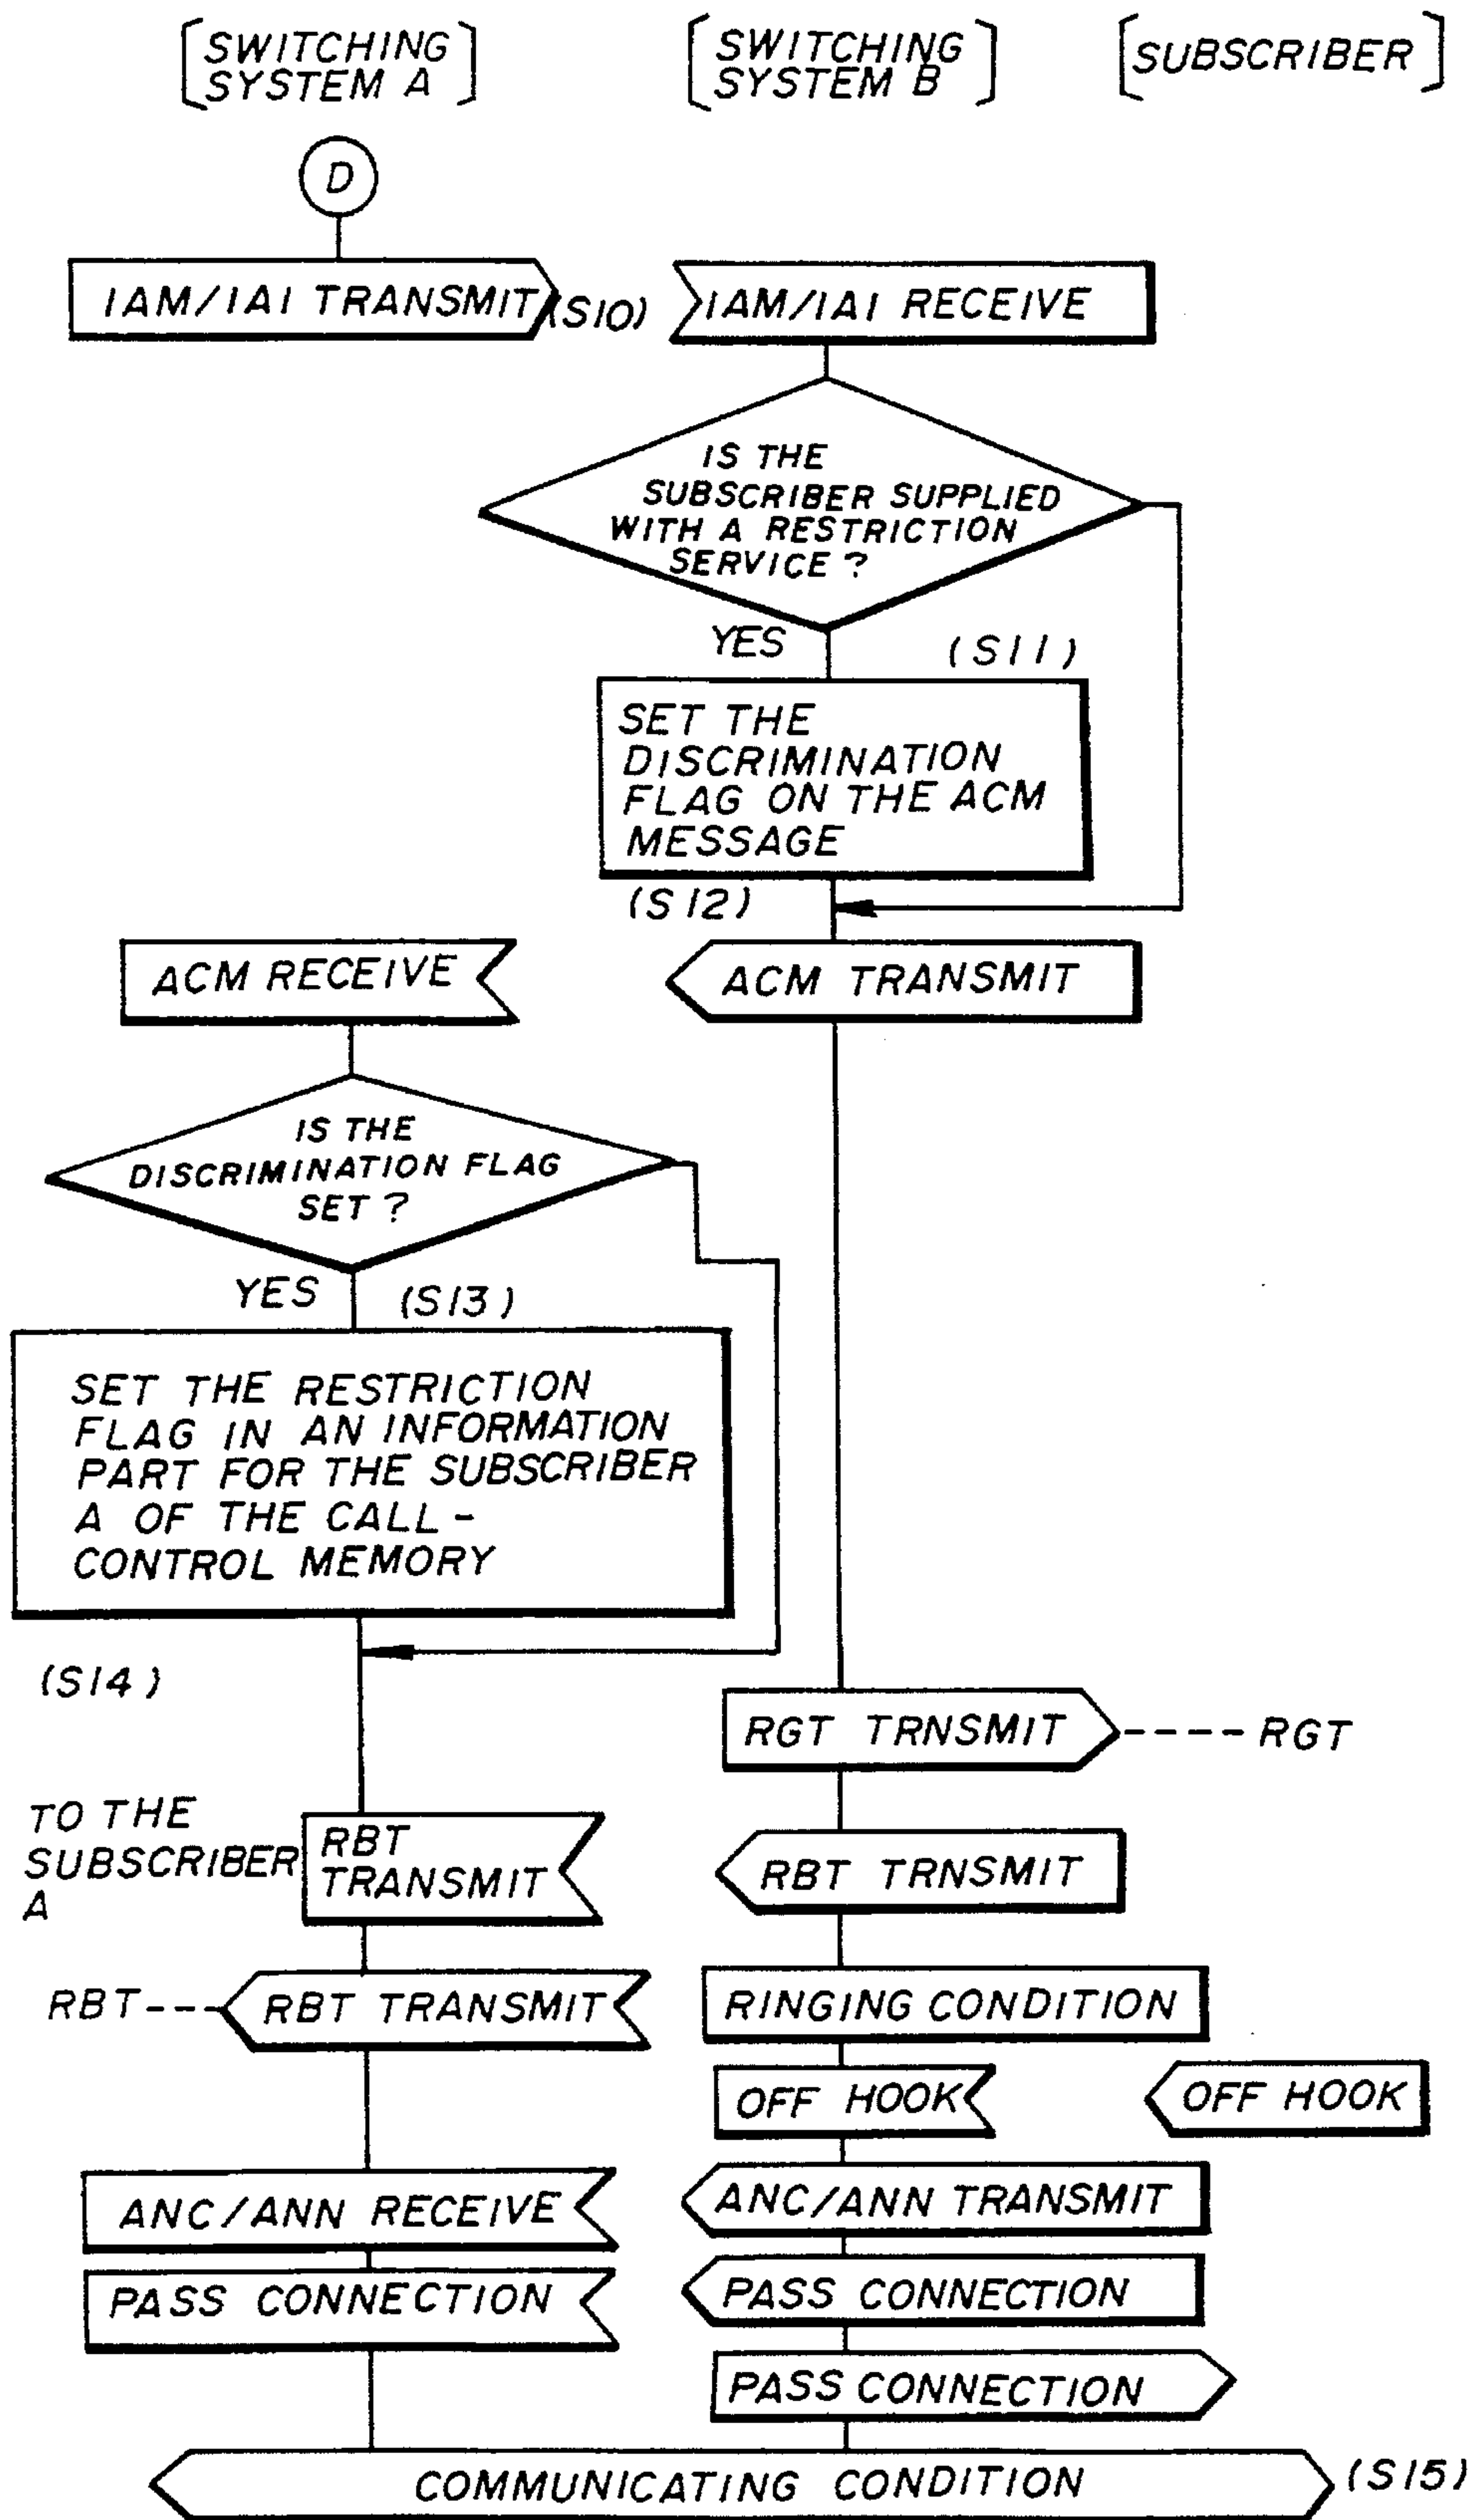 SWITCHING
SYSTEM A
SWITCHING
SYSTEM B
SUBSCRIBER
D
IAM/IAI TRANSMIT
(S10)
IAM/IAI RECEIVE
IS THE
SUBSCRIBER SUPPLIED
WITH A RESTRICTION
SERVICE ?
YES
(S11)
SET THE
DISCRIMINATION
FLAG ON THE ACM
MESSAGE
(S12)
ACM RECEIVE
ACM TRANSMIT
IS THE
DISCRIMINATION FLAG
SET ?
YES
(S13)
SET THE RESTRICTION
FLAG IN AN INFORMATION
PART FOR THE SUBSCRIBER
A OF THE CALL-
CONTROL MEMORY
(S14)
RGT TRNSMIT
RGT
TO THE
SUBSCRIBER
A
RBT
TRANSMIT
RBT TRNSMIT
RBT
RBT TRANSMIT
RINGING CONDITION
OFF HOOK
OFF HOOK
ANC/ANN RECEIVE
ANC/ANN TRANSMIT
PASS CONNECTION
PASS CONNECTION
PASS CONNECTION
COMMUNICATING CONDITION
(S15)